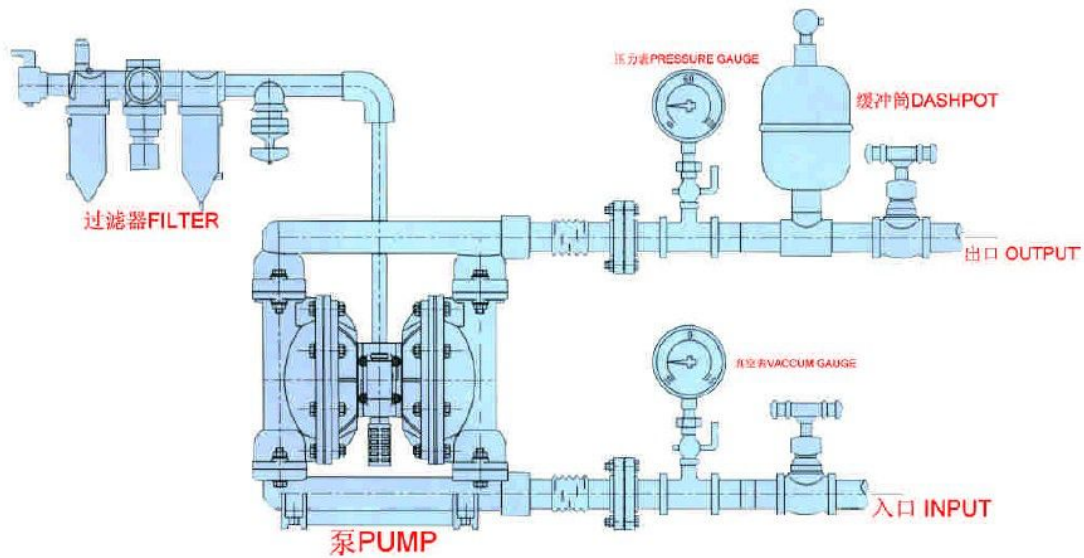 压力表PRESSURE GAUGE
缓冲筒DASHPOT
过滤器FILTER
出口 OUTPUT
真空表VACCUM GAUGE
入口 INPUT
泵PUMP